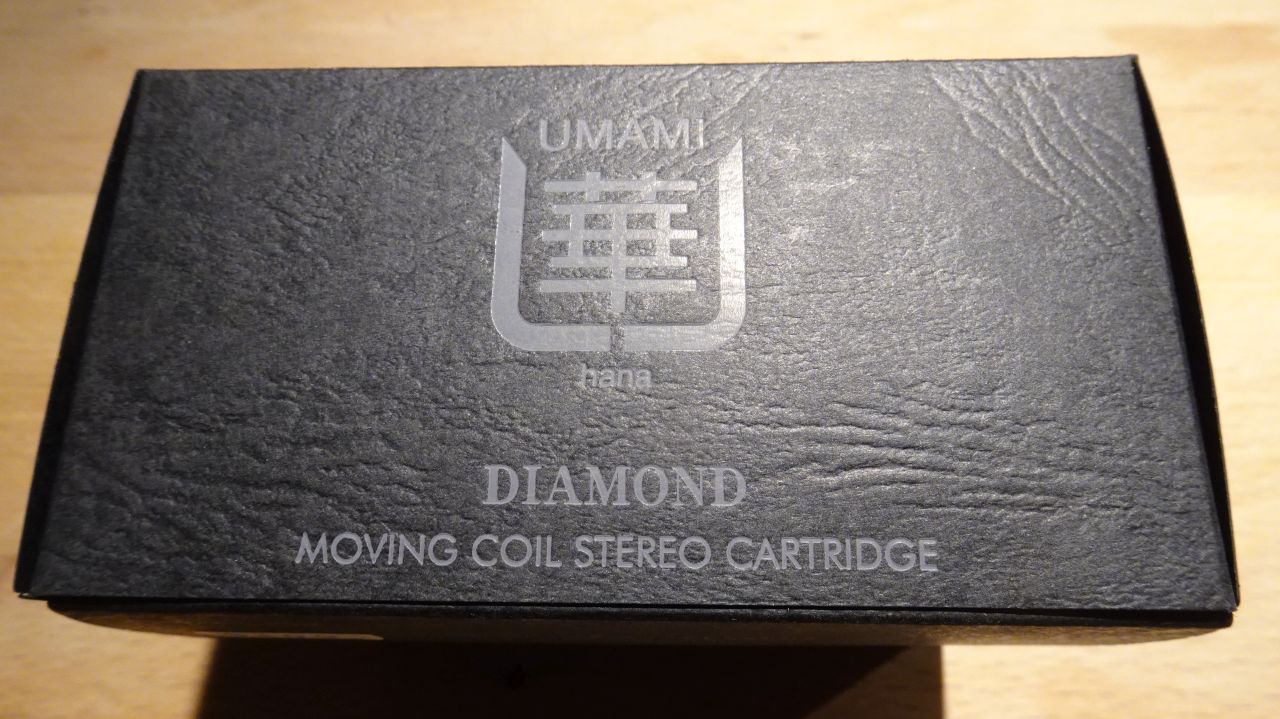 UMAMI
華
hana
DIAMOND
MOVING COIL STEREO CARTRIDGE